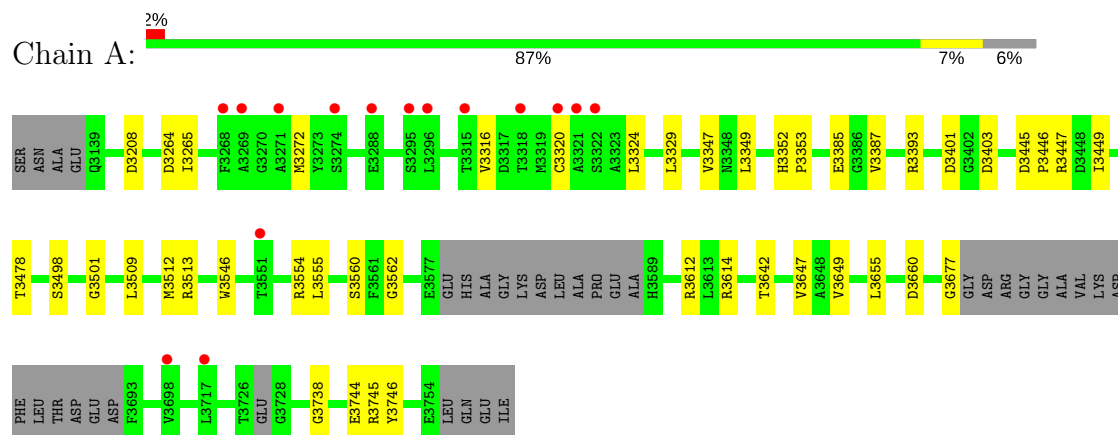 2%
Chain A:
87% 7% 6%
SER ASN ALA GLU Q3139 D3208 D3264 I3265 F3268 A3269 G3270 A3271 M3272 Y3273 S3274 E3288 S3295 L3296 T3315 V3316 D3317 T3318 M3319 C3320 A3321 S3322 A3323 L3324 L3329 V3347 N3348 L3349 H3352 P3353 E3385 G3386 V3387 R3393 D3401 G3402 D3403 D3445 P3446 R3447 D3448 I3449
T3478 S3498 G3501 L3509 M3512 R3513 W3546 T3551 R3554 L3555 S3560 F3561 G3562 E3577 GLU HIS ALA GLY LYS ASP LEU ALA PRO GLU ALA H3589 R3612 L3613 R3614 T3642 V3647 A3648 V3649 L3655 D3660 G3677 GLY ASP ARG GLY GLY ALA VAL LYS ASP
PHE LEU THR ASP GLU ASP F3693 V3698 L3717 T3726 GLU G3728 G3738 E3744 R3745 Y3746 E3754 LEU GLN GLU ILE